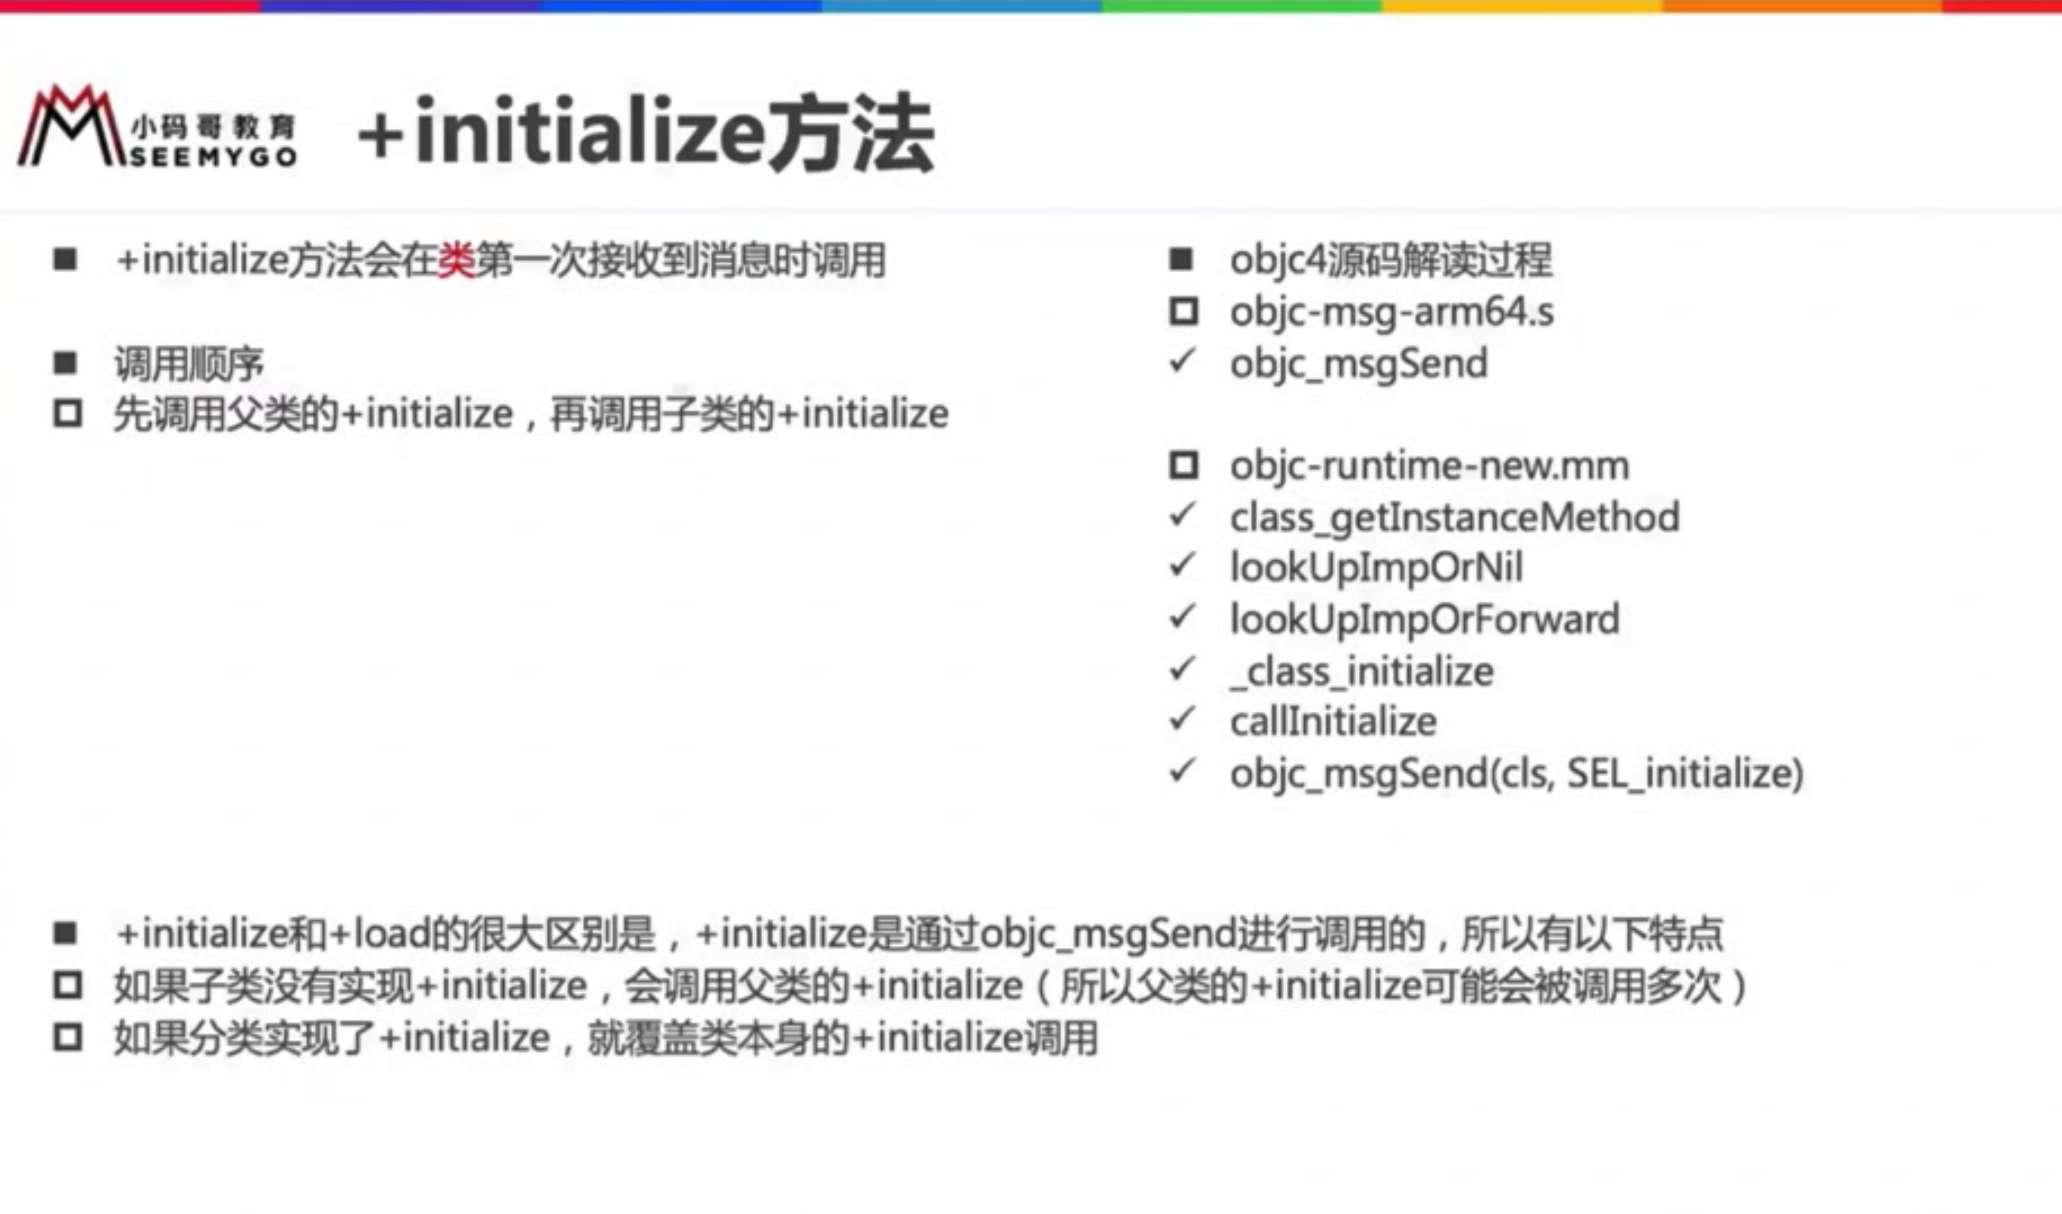 小码哥教育
SEEMYGO
+initialize方法
+initialize方法会在类第一次接收到消息时调用
调用顺序
先调用父类的+initialize，再调用子类的+initialize
objc4源码解读过程
objc-msg-arm64.s
objc_msgSend
objc-runtime-new.mm
class_getInstanceMethod
lookUpImpOrNil
lookUpImpOrForward
_class_initialize
callInitialize
objc_msgSend(cls, SEL_initialize)
+initialize和+load的很大区别是，+initialize是通过objc_msgSend进行调用的，所以有以下特点
如果子类没有实现+initialize，会调用父类的+initialize（所以父类的+initialize可能会被调用多次）
如果分类实现了+initialize，就覆盖类本身的+initialize调用